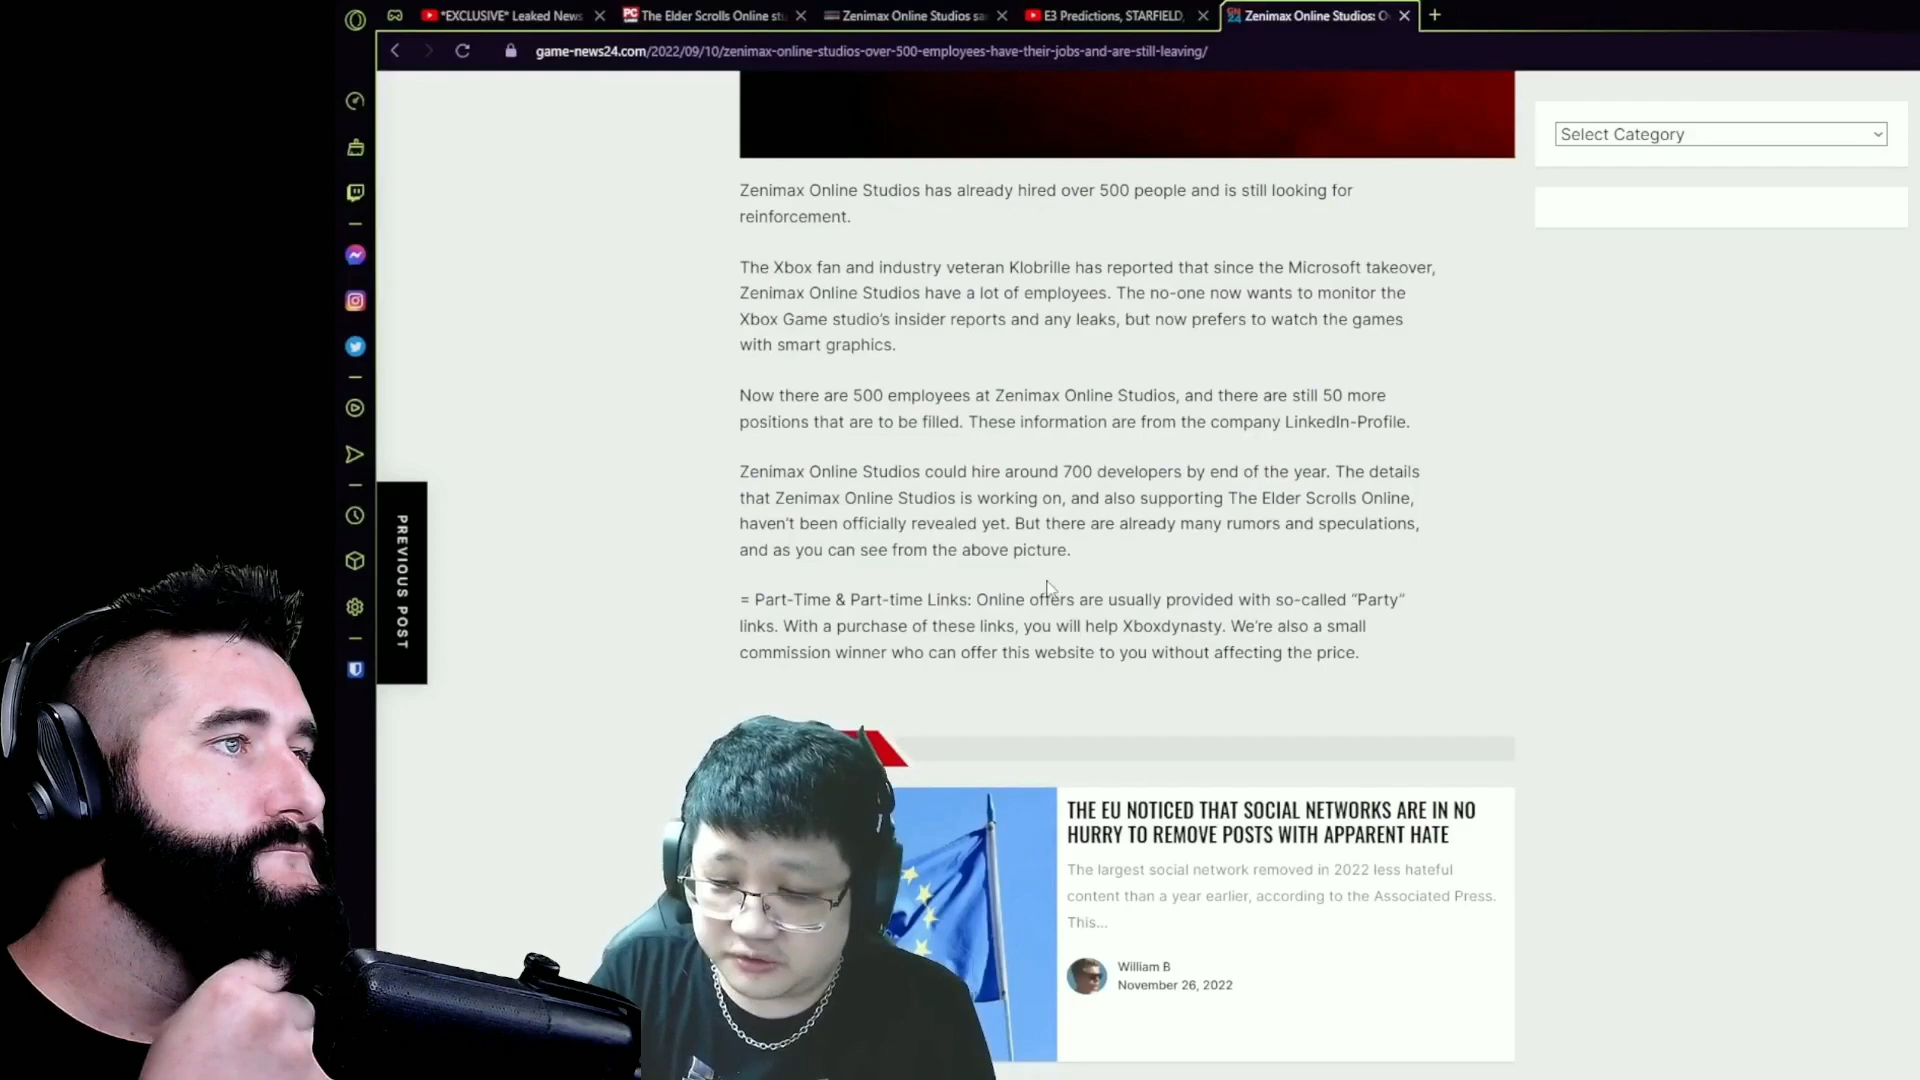 *EXCLUSIVE* Leaked News
The Elder Scrolls Online stu
Zenimax Online Studios sa
E3 Predictions, STARFIELD,
Zenimax Online Studios: O
game-news24.com/2022/09/10/zenimax-online-studios-over-500-employees-have-their-jobs-and-are-still-leaving/
Select Category
Zenimax Online Studios has already hired over 500 people and is still looking for
reinforcement.
The Xbox fan and industry veteran Klobrille has reported that since the Microsoft takeover,
Zenimax Online Studios have a lot of employees. The no-one now wants to monitor the
Xbox Game studio's insider reports and any leaks, but now prefers to watch the games
with smart graphics.
Now there are 500 employees at Zenimax Online Studios, and there are still 50 more
positions that are to be filled. These information are from the company LinkedIn-Profile.
Zenimax Online Studios could hire around 700 developers by end of the year. The details
that Zenimax Online Studios is working on, and also supporting The Elder Scrolls Online,
haven't been officially revealed yet. But there are already many rumors and speculations,
and as you can see from the above picture.
= Part-Time & Part-time Links: Online offers are usually provided with so-called “Party”
links. With a purchase of these links, you will help Xboxdynasty. We're also a small
commission winner who can offer this website to you without affecting the price.
PREVIOUS POST
THE EU NOTICED THAT SOCIAL NETWORKS ARE IN NO
HURRY TO REMOVE POSTS WITH APPARENT HATE
The largest social network removed in 2022 less hateful
content than a year earlier, according to the Associated Press.
This...
William B
November 26, 2022